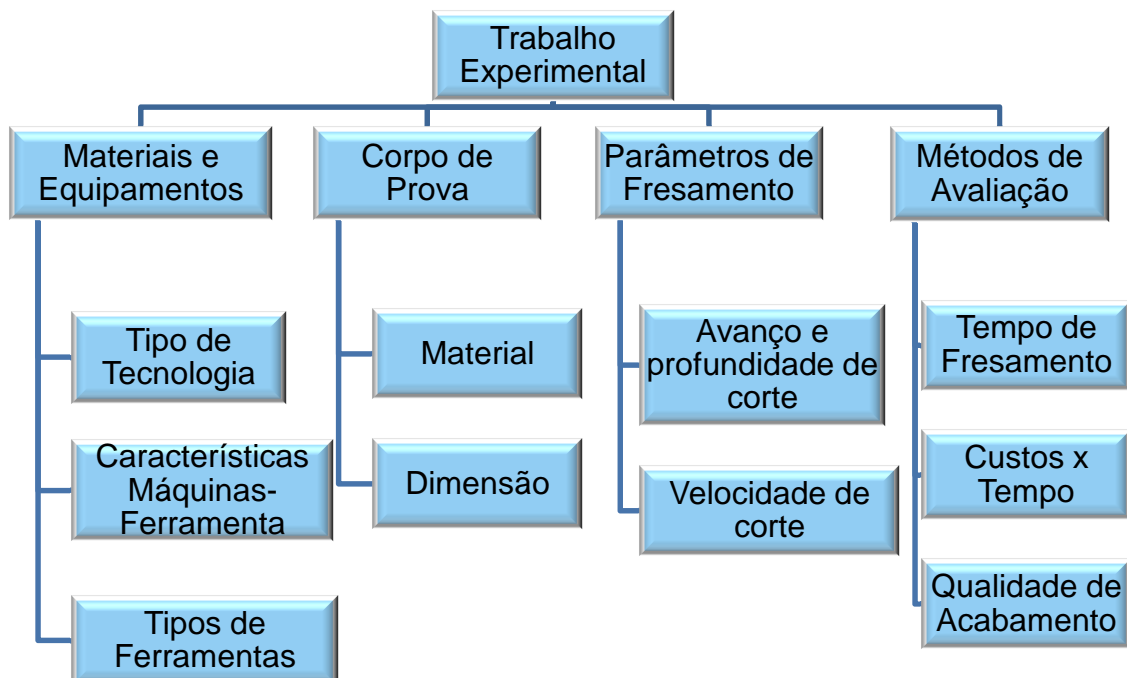 Trabalho
Experimental
Materiais e
Equipamentos
Corpo de
Prova
Parâmetros de
Fresamento
Métodos de
Avaliação
Tipo de
Tecnologia
Características
Máquinas-
Ferramenta
Tipos de
Ferramentas
Material
Dimensão
Avanço e
profundidade de
corte
Velocidade de
corte
Tempo de
Fresamento
Custos x
Tempo
Qualidade de
Acabamento